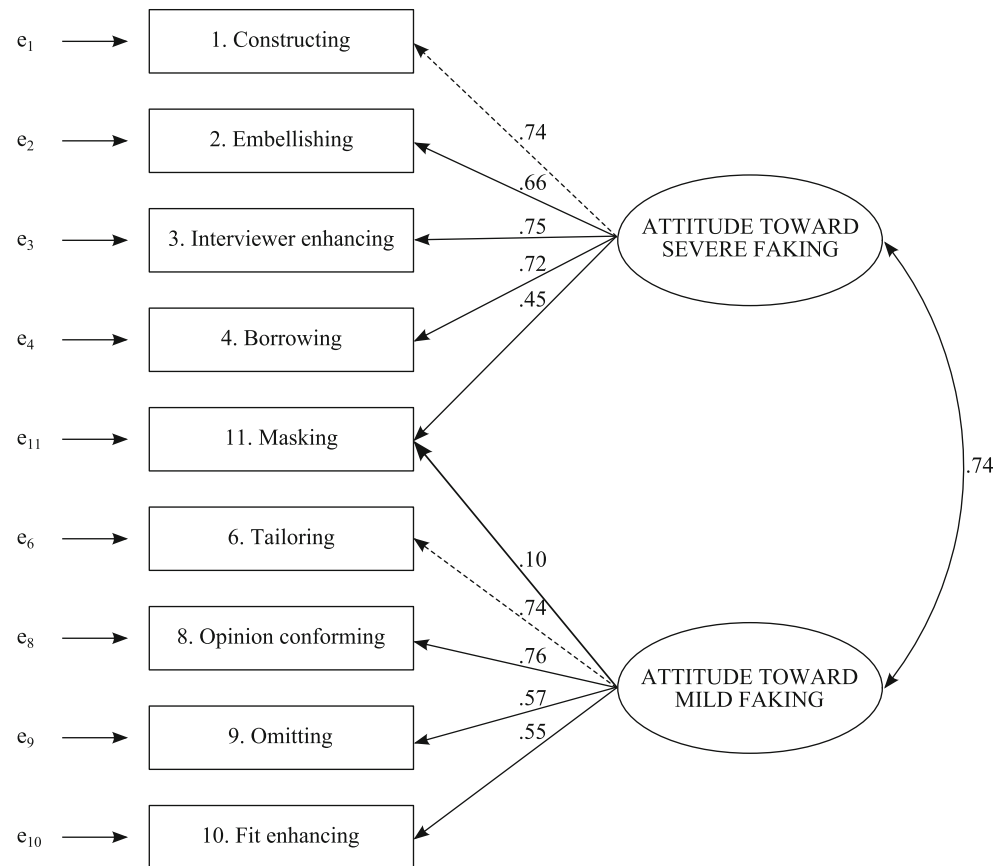 e1
1. Constructing
e2
2. Embellishing
e3
3. Interviewer enhancing
e4
4. Borrowing
e11
11. Masking
e6
6. Tailoring
e8
8. Opinion conforming
e9
9. Omitting
e10
10. Fit enhancing
.74
.66
.75
.72
.45
.10
.74
.76
.57
.55
ATTITUDE TOWARD
SEVERE FAKING
ATTITUDE TOWARD
MILD FAKING
.74